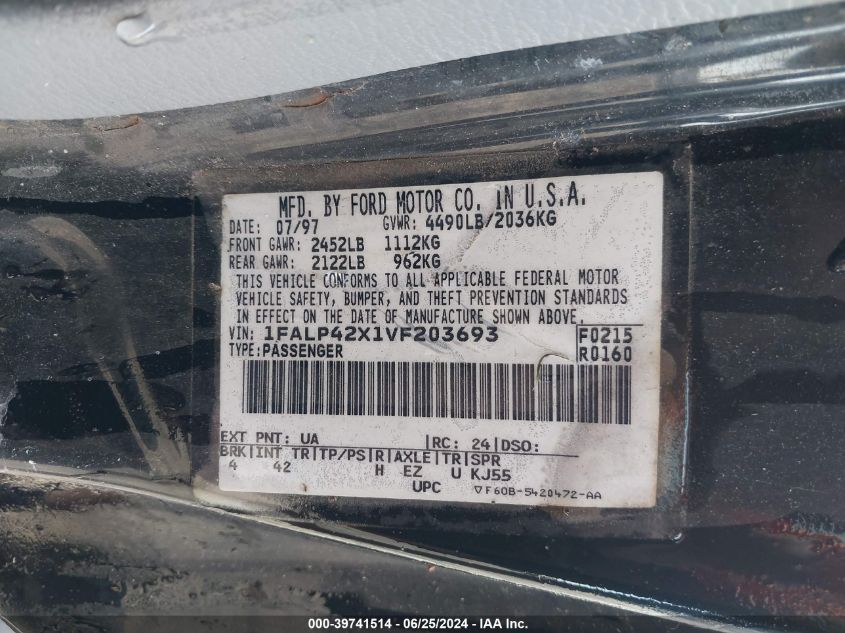 MFD. BY FORD MOTOR CO. IN U.S.A.
DATE: 07/97 GVWR: 4490LB/2036KG
FRONT GAWR: 2452LB 1112KG
REAR GAWR: 2122LB 962KG
THIS VEHICLE CONFORMS TO ALL APPLICABLE FEDERAL MOTOR
VEHICLE SAFETY, BUMPER, AND THEFT PREVENTION STANDARDS
IN EFFECT ON THE DATE OF MANUFACTURE SHOWN ABOVE.
VIN: 1FALP42X1VF203693 F0215
TYPE: PASSENGER R0160
EXT PNT: UA |RC: 24|DSO:
BRK|INT TR|TP/PS|R|AXLE|TR|SPR
4 42 H EZ U KJ55
UPC ▽F60B-5420472-AA
000-39741514 - 06/25/2024 - IAA Inc.